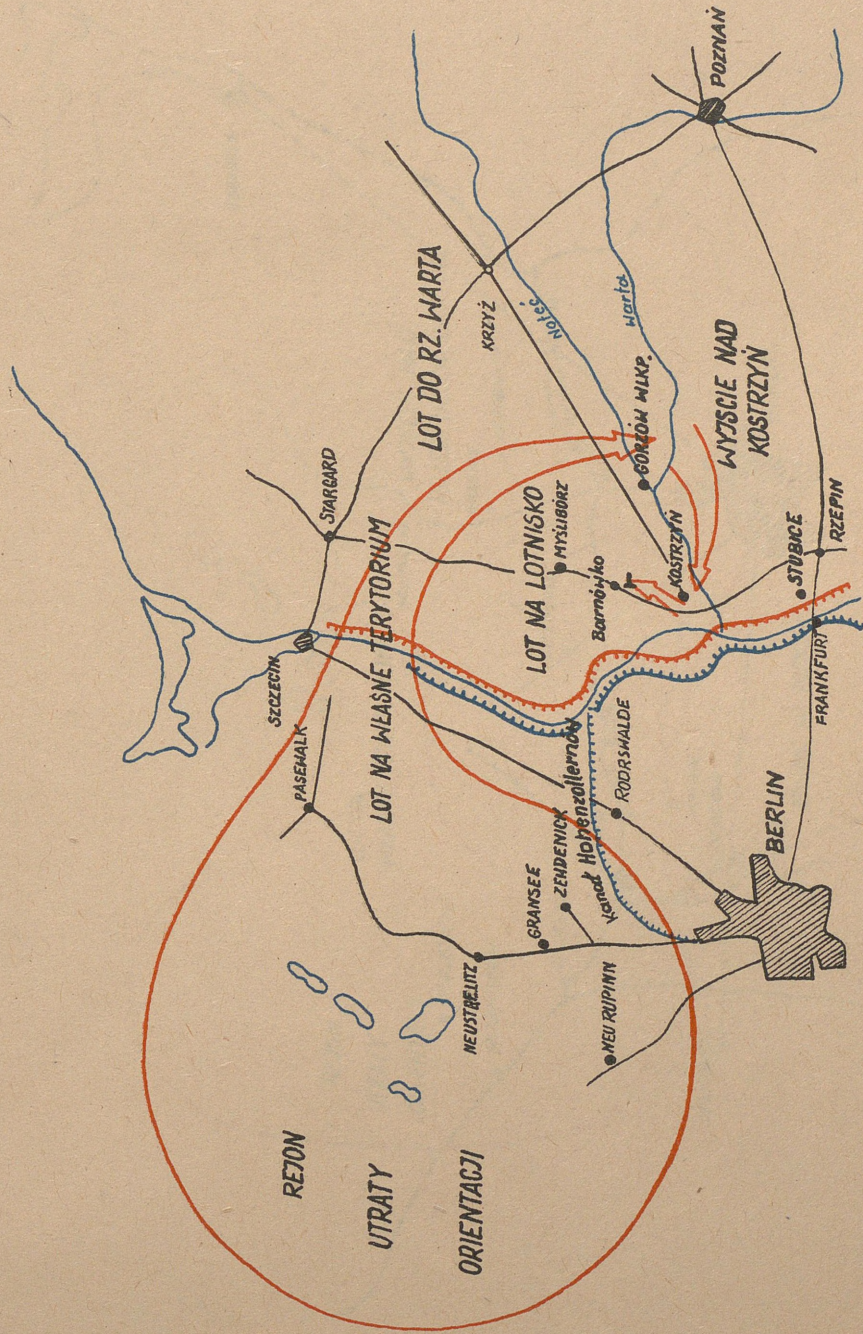 REJON
UTRATY
ORIENTACJI
SZCZECIN
STARGARD
PASEWALK
LOT NA WŁASNE TERYTORIUM
LOT DO RZ. WARTA
KRZYŻ
Noteć
Warta
POZNAŃ
NEUSTRELITZ
GRANSEE
ZEHDENICK
Kanał Hohenzollernów
NEU RUPINN
RODRSWALDE
LOT NA LOTNISKO
MYŚLIBÓRZ
Barnówko
GORZÓW WLKP.
KOSTRZYŃ
WYJŚCIE NAD
KOSTRZYŃ
BERLIN
FRANKFURT
STUBICE
RZEPIN